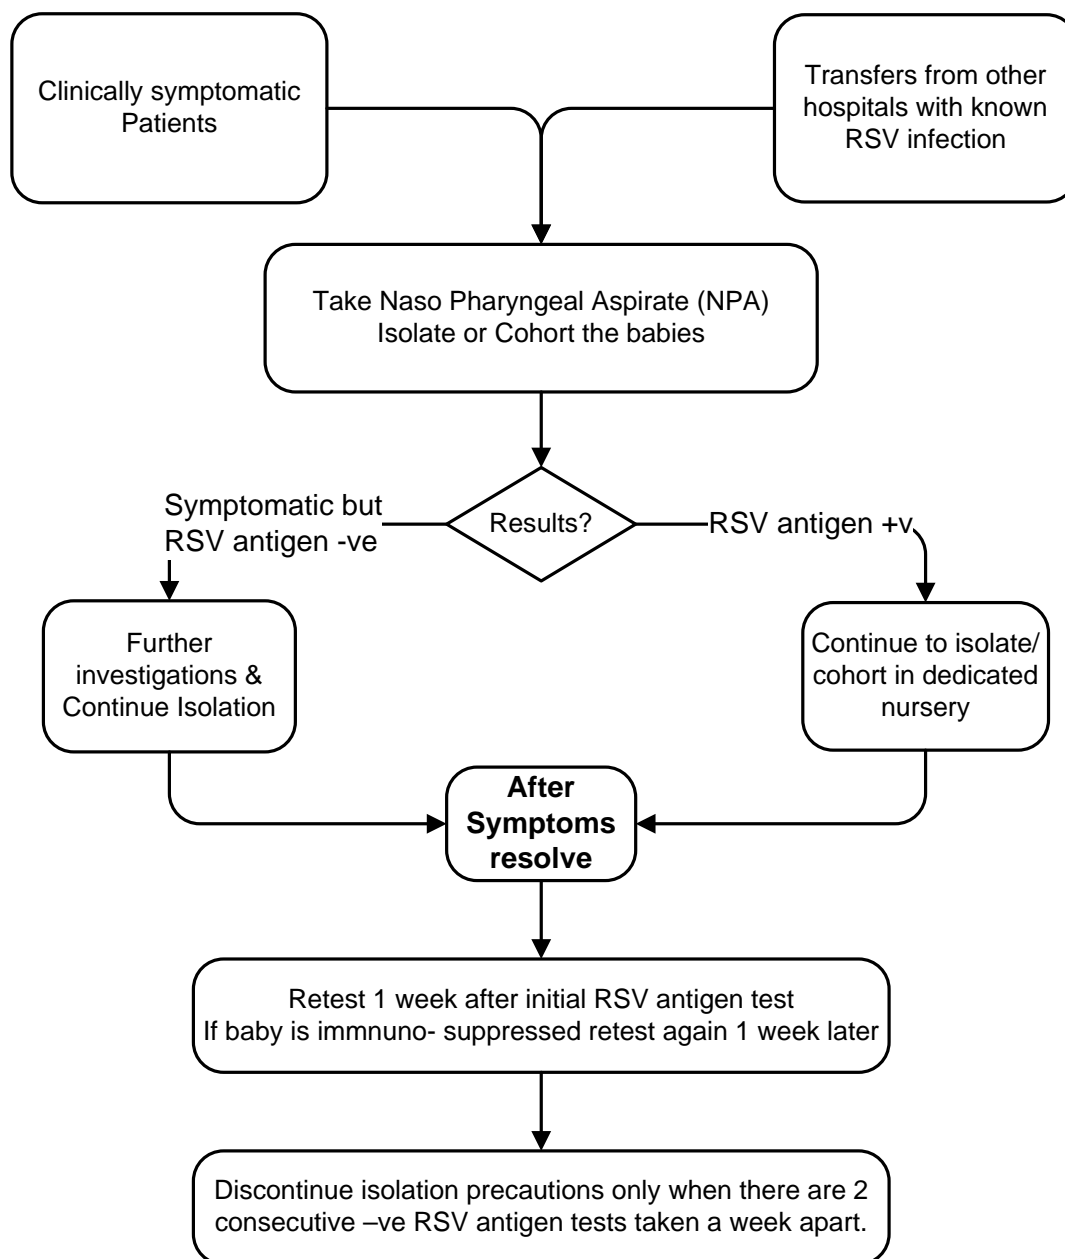 Clinically symptomatic
Patients
Transfers from other
hospitals with known
RSV infection
Take Naso Pharyngeal Aspirate (NPA)
Isolate or Cohort the babies
Results?
Symptomatic but
RSV antigen -ve
RSV antigen +v
Further
investigations &
Continue Isolation
Continue to isolate/
cohort in dedicated
nursery
After
Symptoms
resolve
Retest 1 week after initial RSV antigen test
If baby is immnuno- suppressed retest again 1 week later
Discontinue isolation precautions only when there are 2
consecutive –ve RSV antigen tests taken a week apart.